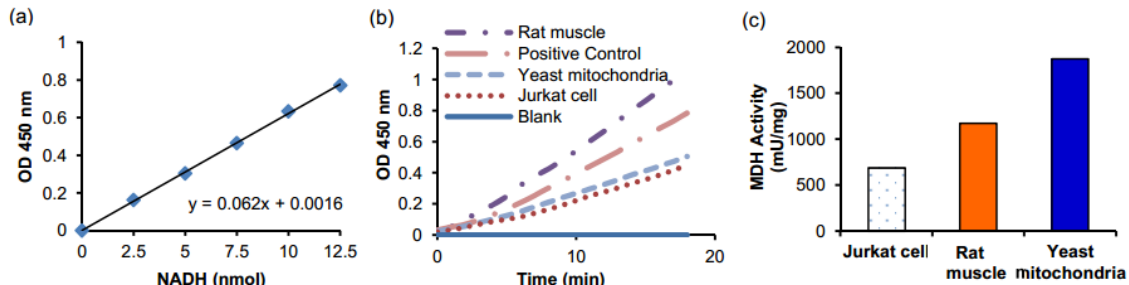 (a)
1
0.8
0.6
0.4
0.2
0
OD 450 nm
y = 0.062x + 0.0016
0 2.5 5 7.5 10 12.5
NADH (nmol)
(b)
1.2
1
0.8
0.6
0.4
0.2
0
OD 450 nm
Rat muscle
Positive Control
Yeast mitochondria
Jurkat cell
Blank
0 10 20
Time (min)
(c)
2000
1500
1000
500
0
MDH Activity
(mU/mg)
Jurkat cell
Rat
muscle
Yeast
mitochondria